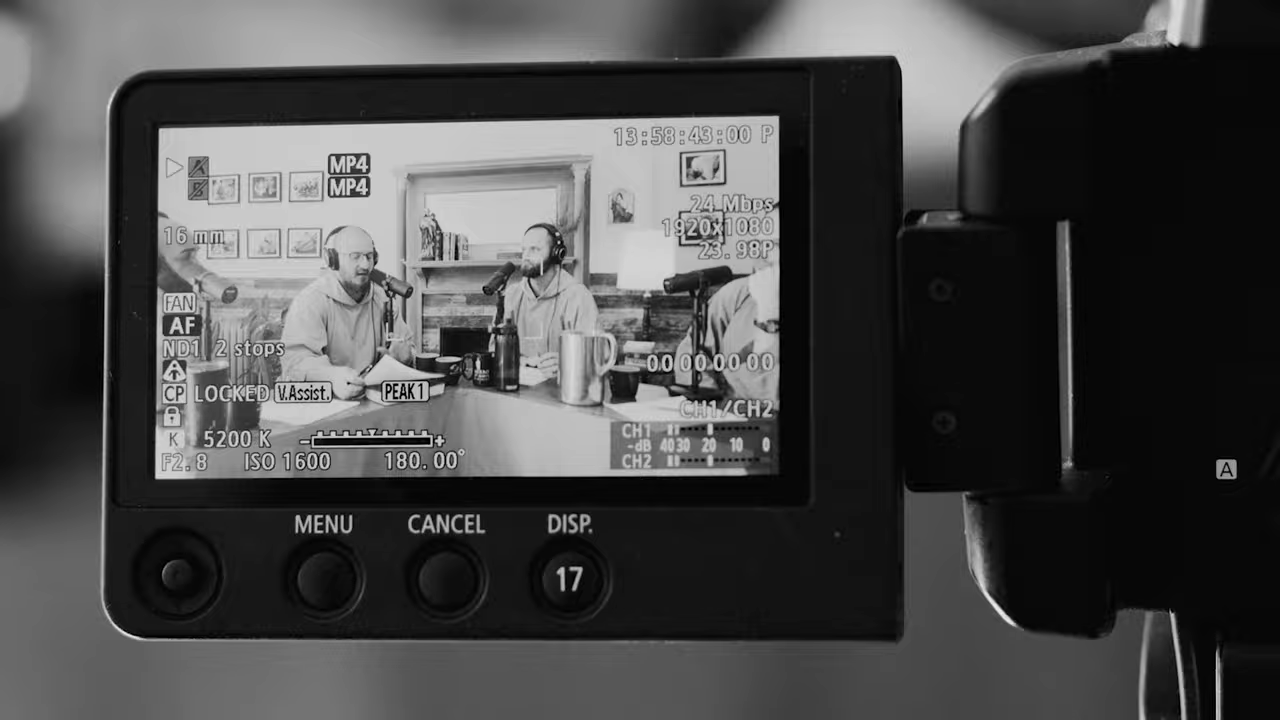 13:58:43:00 P
MP4
MP4
24 Mbps
16 mm
1920x1080
23.98P
FAN
AF
ND1 2 stops
00 00 00 00
CP LOCKED V.Assist. PEAK1
CH1/CH2
K 5200 K - +
CH1
-dB 40 30 20 10 0
CH2
F2.8 ISO 1600 180.00°
MENU CANCEL DISP.
17
A